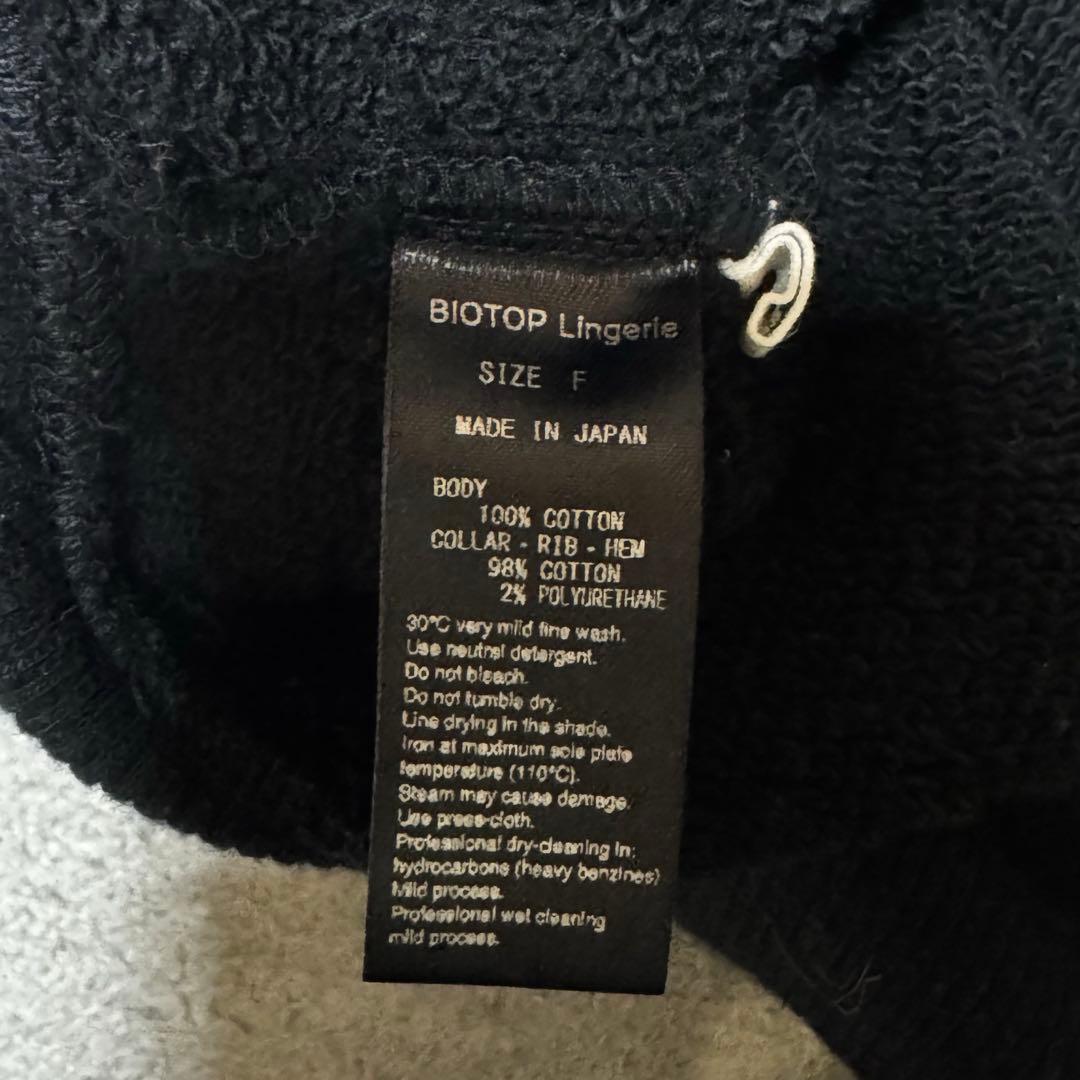 BIOTOP Lingerie
SIZE F
MADE IN JAPAN
BODY
100% COTTON
COLLAR - RIB - HEM
98% COTTON
2% POLYURETHANE
30°C very mild fine wash.
Use neutral detergent.
Do not bleach.
Do not tumble dry.
Line drying in the shade.
Iron at maximum sole plate
temperature (110°C).
Steam may cause damage.
Use press-cloth.
Professional dry-cleaning in:
hydrocarbons (heavy benzines)
Mild process.
Professional wet cleaning
mild process.